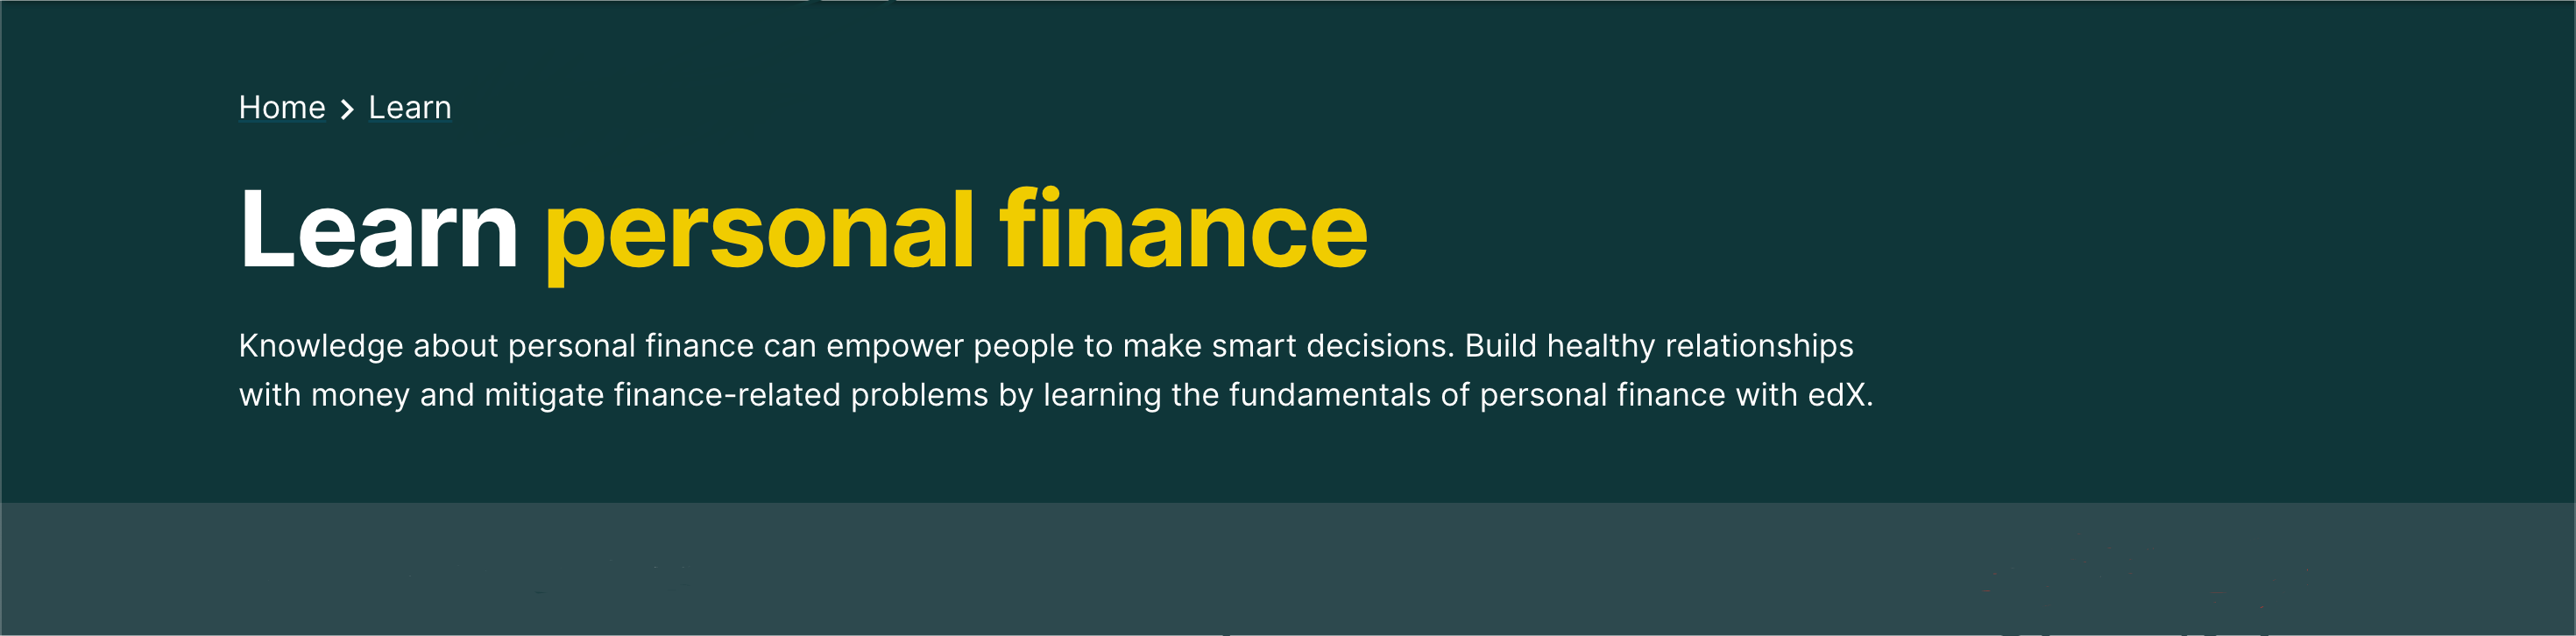 Home > Learn
Learn personal finance
Knowledge about personal finance can empower people to make smart decisions. Build healthy relationships
with money and mitigate finance-related problems by learning the fundamentals of personal finance with edX.